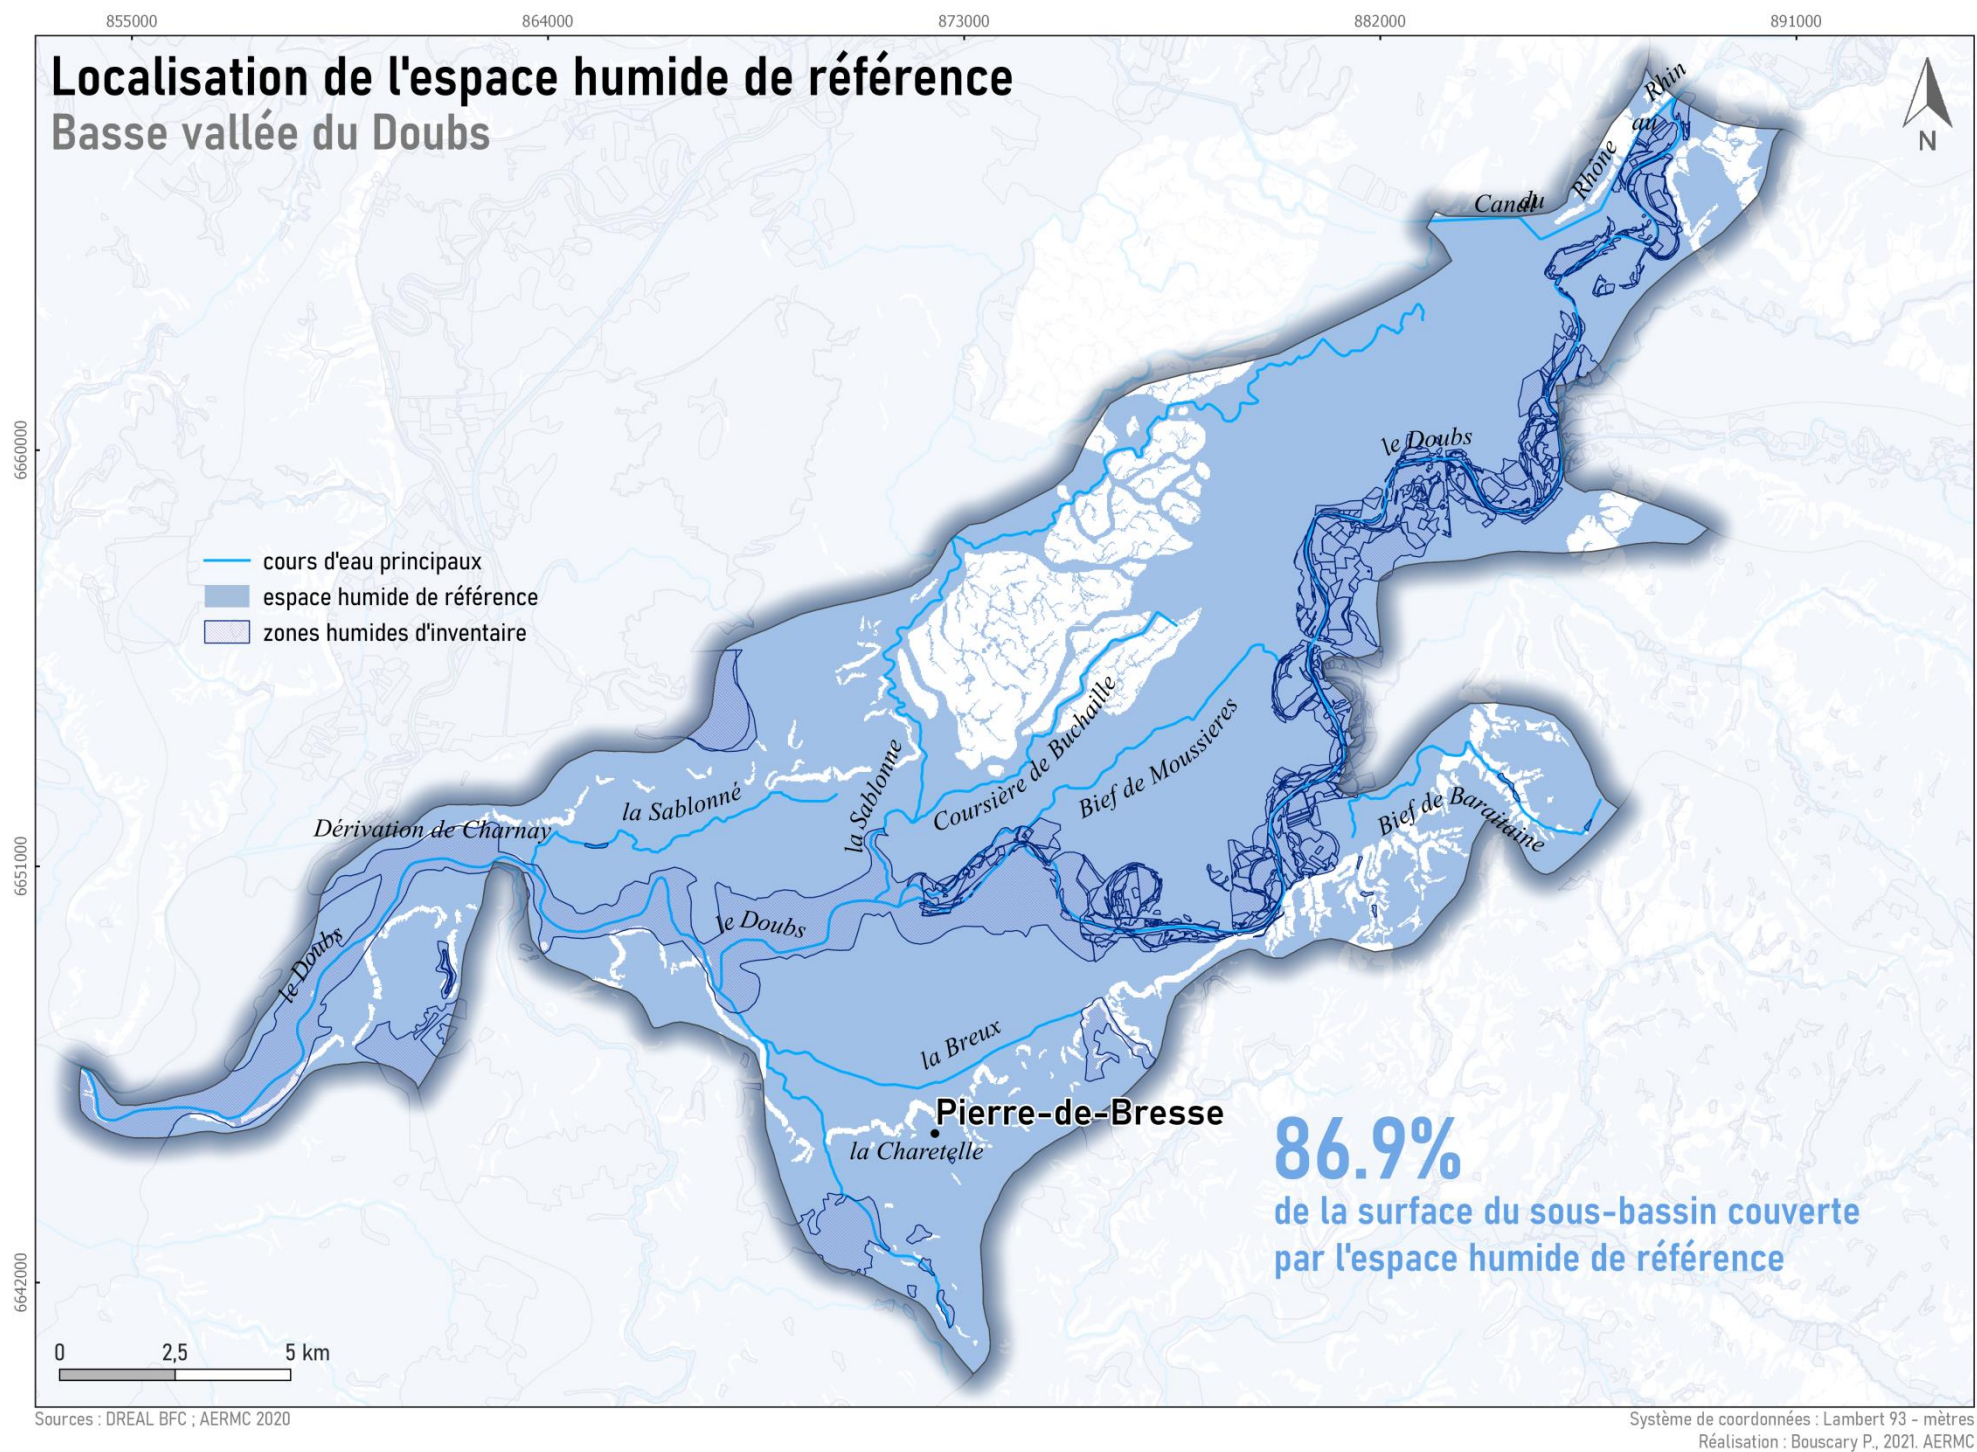 855000
864000
873000
882000
891000
Localisation de l'espace humide de référence
Basse vallée du Doubs
N
Rhin
au
Rhône
du
Canal
6660000
le Doubs
cours d'eau principaux
espace humide de référence
zones humides d'inventaire
Coursière de Buchaille
Bief de Moussieres
la Sablonne
la Sablonné
Dérivation de Charnay
Bief de Baraitaine
6651000
le Doubs
le Doubs
la Breux
Pierre-de-Bresse
la Charetelle
86.9%
de la surface du sous-bassin couverte
par l'espace humide de référence
6642000
0 2,5 5 km
Sources : DREAL BFC ; AERMC 2020
Système de coordonnées : Lambert 93 - mètres
Réalisation : Bouscary P., 2021. AERMC